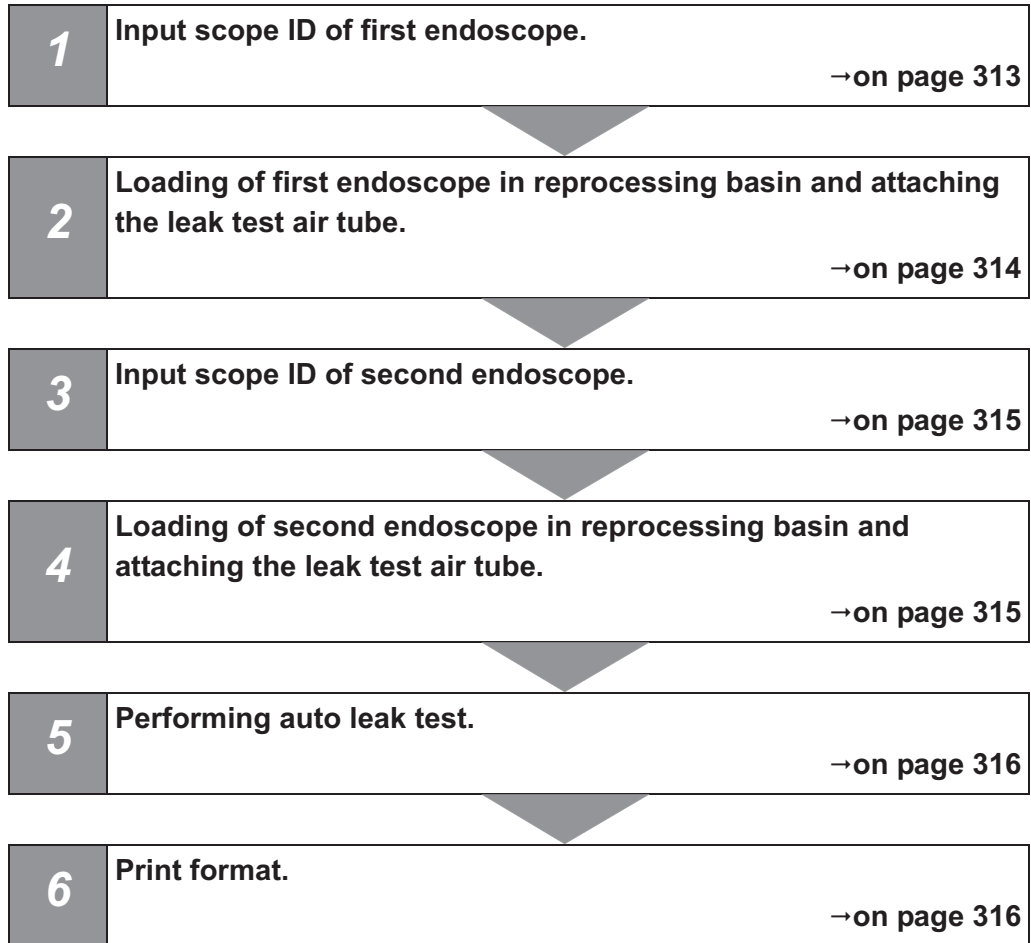 1
Input scope ID of first endoscope.
→on page 313
2
Loading of first endoscope in reprocessing basin and attaching
the leak test air tube.
→on page 314
3
Input scope ID of second endoscope.
→on page 315
4
Loading of second endoscope in reprocessing basin and
attaching the leak test air tube.
→on page 315
5
Performing auto leak test.
→on page 316
6
Print format.
→on page 316